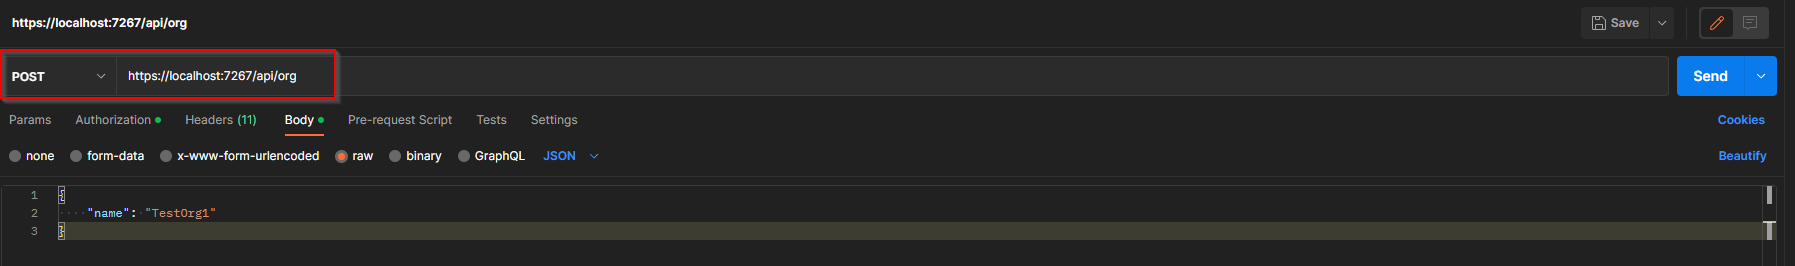 https://localhost:7267/api/org Save
POST https://localhost:7267/api/org Send
Params Authorization Headers (11) Body Pre-request Script Tests Settings Cookies
none form-data x-www-form-urlencoded raw binary GraphQL JSON Beautify
1 {
2 "name": "TestOrg1"
3 }